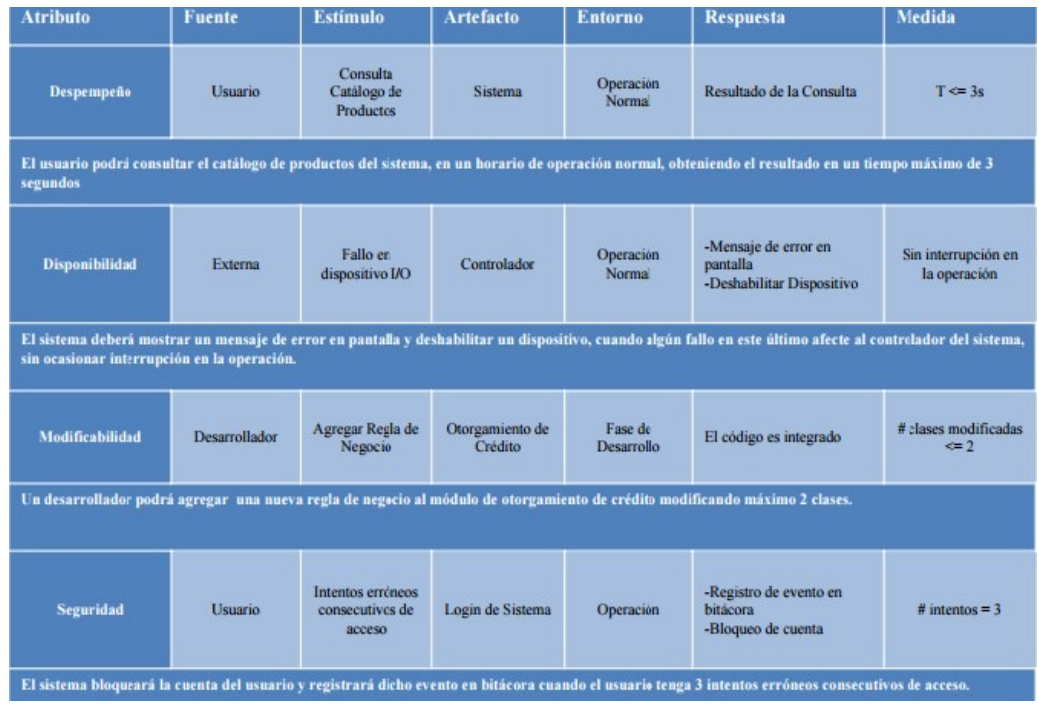 Atributo Fuente Estímulo Artefacto Entorno Respuesta Medida
Despempeño
Usuario
Consulta
Catálogo de
Productos
Sistema
Operación
Normal
Resultado de la Consulta
T <= 3s
El usuario podrá consultar el catálogo de productos del sistema, en un horario de operación normal, obteniendo el resultado en un tiempo máximo de 3
segundos
Disponibilidad
Externa
Fallo en
dispositivo I/O
Controlador
Operación
Normal
-Mensaje de error en
pantalla
-Deshabilitar Dispositivo
Sin interrupción en
la operación
El sistema deberá mostrar un mensaje de error en pantalla y deshabilitar un dispositivo, cuando algún fallo en este último afecte al controlador del sistema,
sin ocasionar interrupción en la operación.
Modificabilidad
Desarrollador
Agregar Regla de
Negocio
Otorgamiento de
Crédito
Fase de
Desarrollo
El código es integrado
# clases modificadas
<= 2
Un desarrollador podrá agregar una nueva regla de negocio al módulo de otorgamiento de crédito modificando máximo 2 clases.
Seguridad
Usuario
Intentos erróneos
consecutivos de
acceso
Login de Sistema
Operación
-Registro de evento en
bitácora
-Bloqueo de cuenta
# intentos = 3
El sistema bloqueará la cuenta del usuario y registrará dicho evento en bitácora cuando el usuario tenga 3 intentos erróneos consecutivos de acceso.